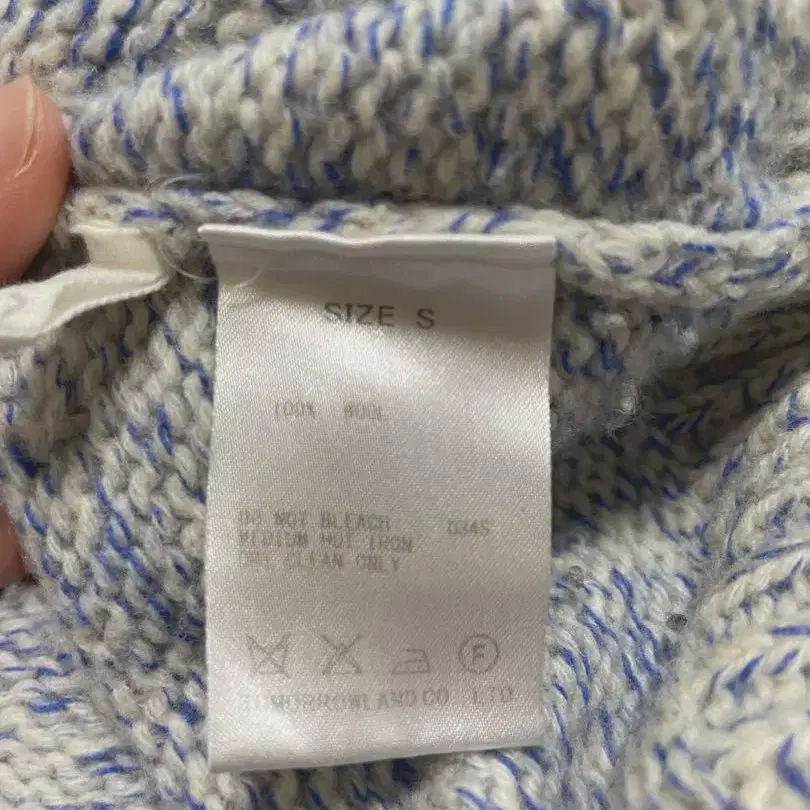 SIZE S
100% WOOL
DO NOT BLEACH 0345
MEDIUM HOT IRON
DRY CLEAN ONLY
F
TOMORROWLAND CO LTD